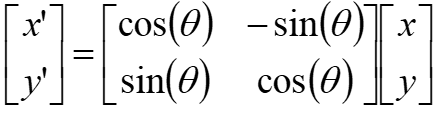 [x'] = [cos(θ) −sin(θ)] [x]
[y'] = [sin(θ) cos(θ)] [y]